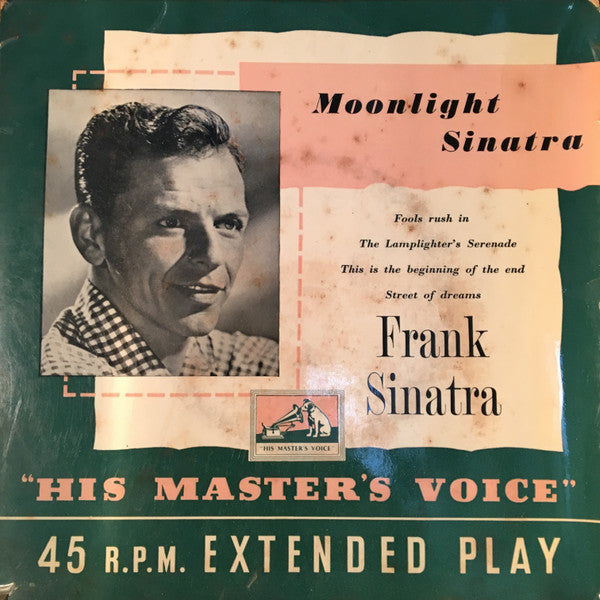 Moonlight
Sinatra
Fools rush in
The Lamplighter's Serenade
This is the beginning of the end
Street of dreams
Frank
Sinatra
"HIS MASTER'S VOICE"
"HIS MASTER'S VOICE"
45 R.P.M. EXTENDED PLAY